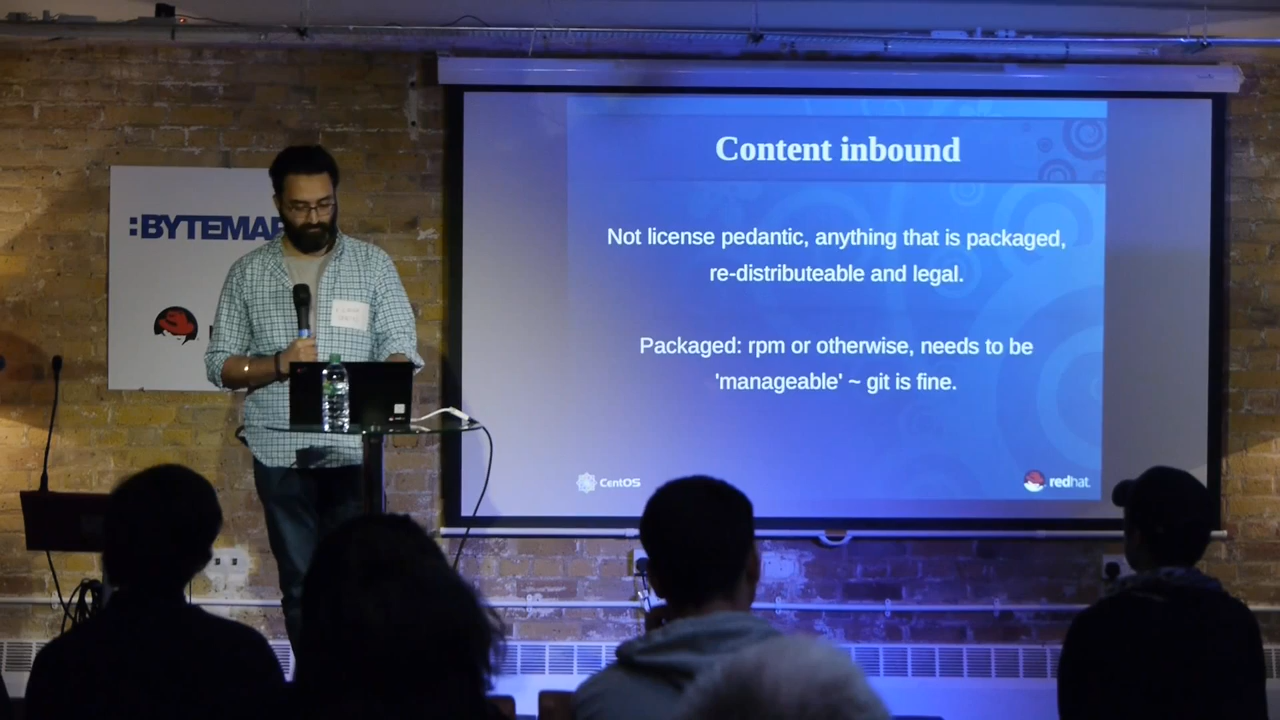 :BYTEMAR
Content inbound
Not license pedantic, anything that is packaged,
re-distributeable and legal.
Packaged: rpm or otherwise, needs to be
'manageable' ~ git is fine.
CentOS
redhat.